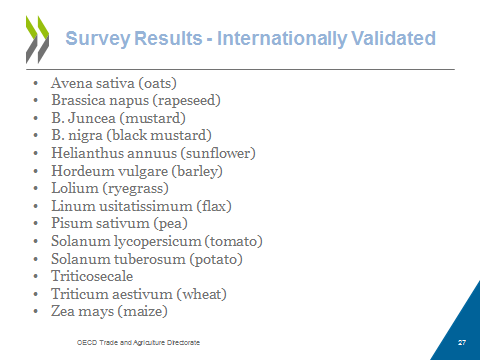 Survey Results - Internationally Validated
• Avena sativa (oats)
• Brassica napus (rapeseed)
• B. Juncea (mustard)
• B. nigra (black mustard)
• Helianthus annuus (sunflower)
• Hordeum vulgare (barley)
• Lolium (ryegrass)
• Linum usitatissimum (flax)
• Pisum sativum (pea)
• Solanum lycopersicum (tomato)
• Solanum tuberosum (potato)
• Triticosecale
• Triticum aestivum (wheat)
• Zea mays (maize)
OECD Trade and Agriculture Directorate
27